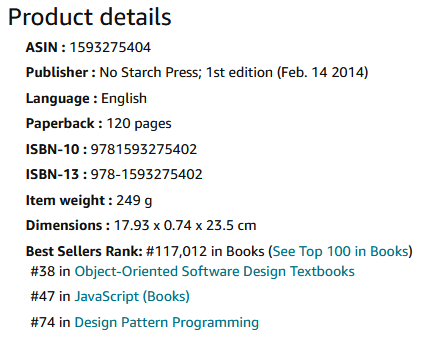 Product details
ASIN : 1593275404
Publisher : No Starch Press; 1st edition (Feb. 14 2014)
Language : English
Paperback : 120 pages
ISBN-10 : 9781593275402
ISBN-13 : 978-1593275402
Item weight : 249 g
Dimensions : 17.93 x 0.74 x 23.5 cm
Best Sellers Rank: #117,012 in Books (See Top 100 in Books)
#38 in Object-Oriented Software Design Textbooks
#47 in JavaScript (Books)
#74 in Design Pattern Programming